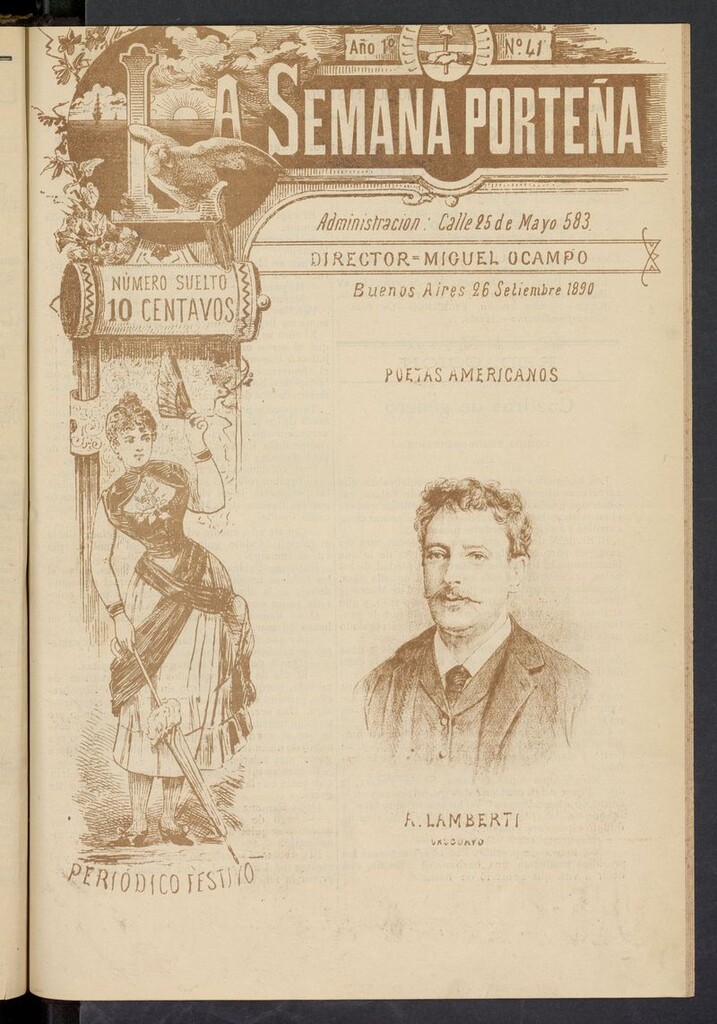 Año 1º
Nº 41
LA SEMANA PORTEÑA
Administracion: Calle 25 de Mayo 583.
DIRECTOR=MIGUEL OCAMPO
Buenos Aires 26 Setiembre 1890
NÚMERO SUELTO
10 CENTAVOS
POETAS AMERICANOS
A. LAMBERTI
URUGUAYO
PERIÓDICO FESTIVO